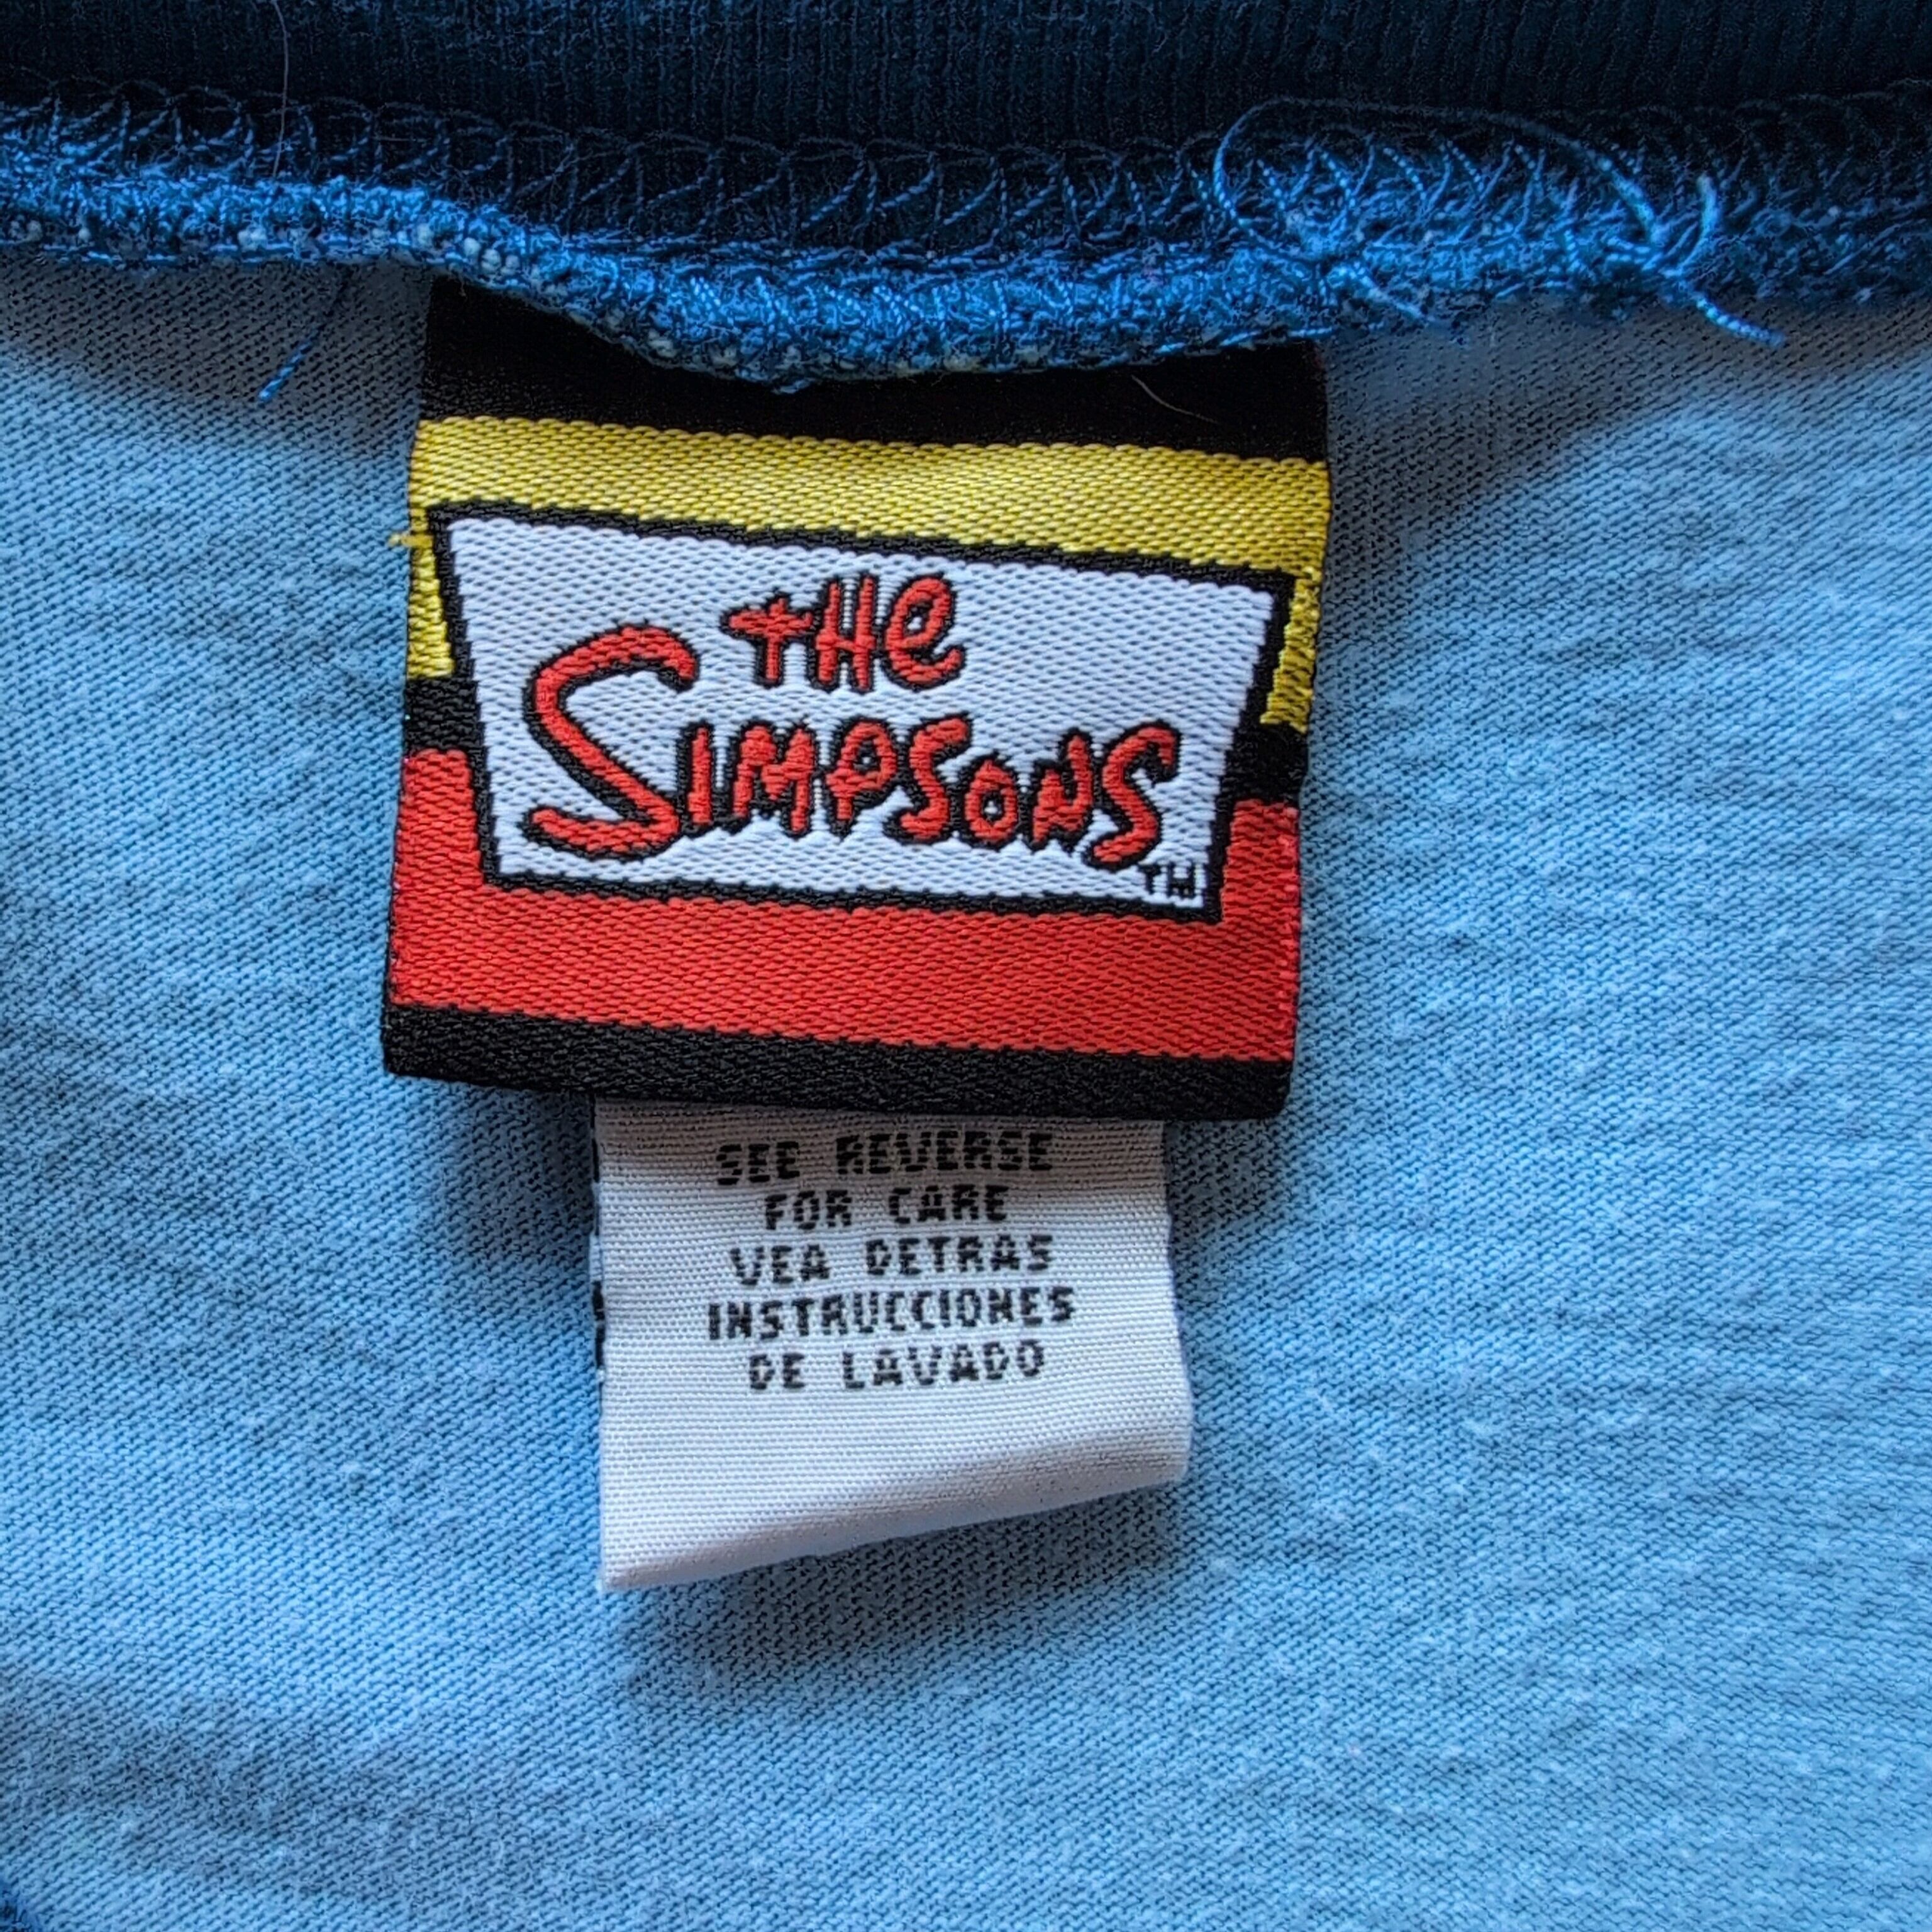 THe
SIMPSONS
TM
SEE REVERSE
FOR CARE
VEA DETRAS
INSTRUCCIONES
DE LAVADO